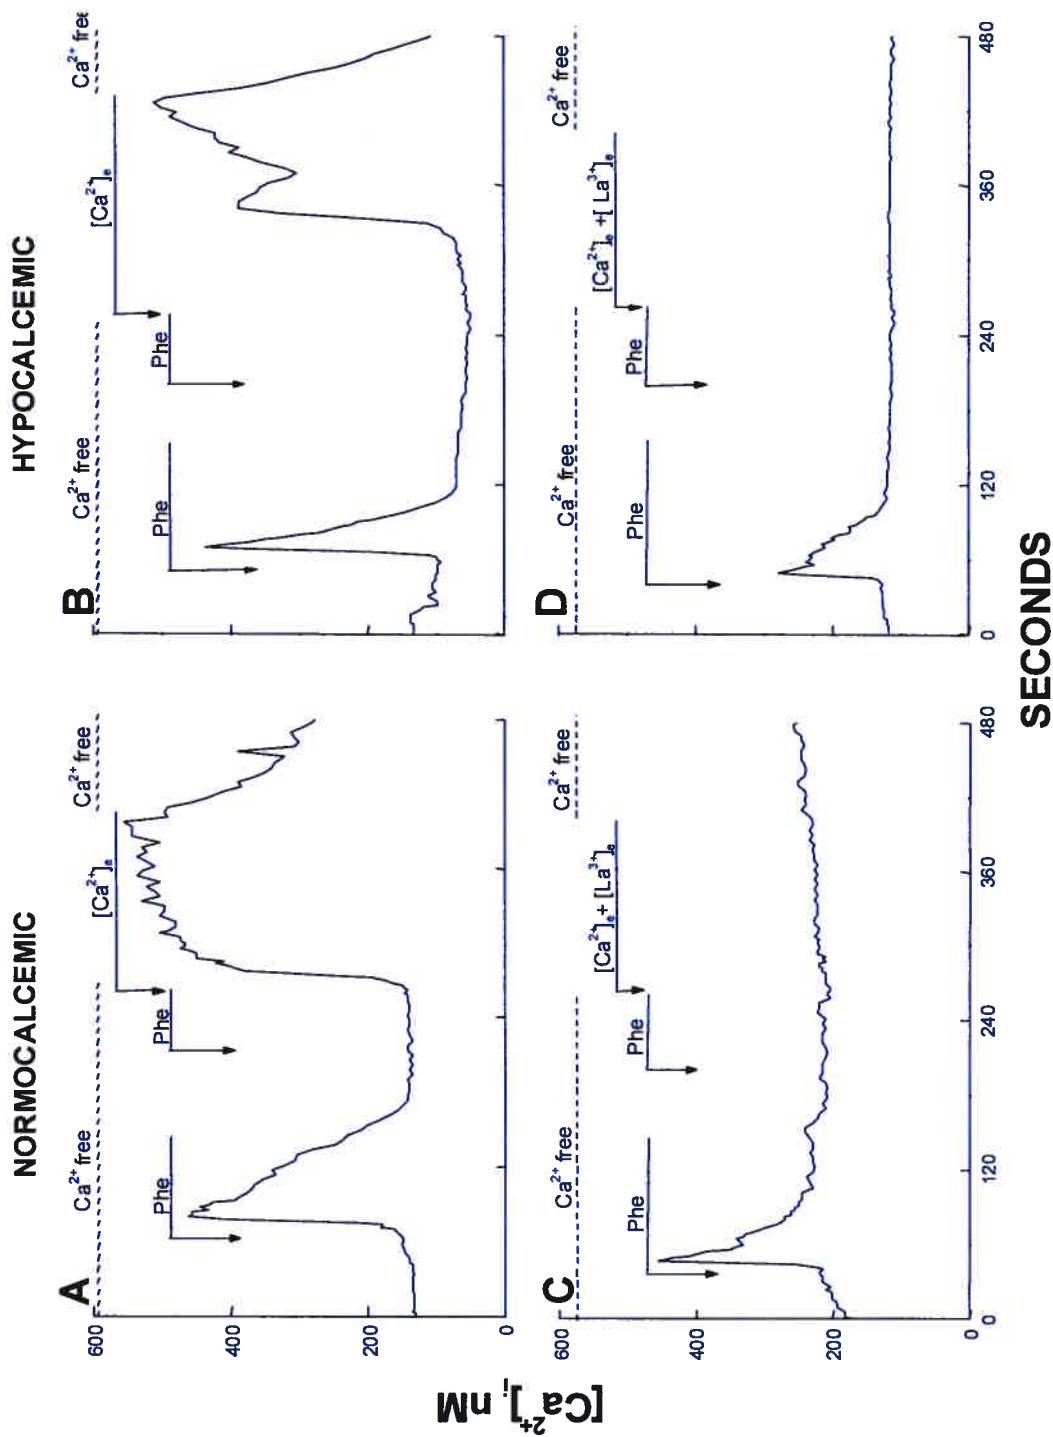 NORMOCALCEMIC
HYPOCALCEMIC
A
Ca²⁺ free
Ca²⁺ free
[Ca²⁺]ₑ
Phe
Phe
600
400
200
0
B
Ca²⁺ free
Ca²⁺ free
[Ca²⁺]ₑ
Phe
Phe
C
Ca²⁺ free
Ca²⁺ free
[Ca²⁺]ₑ + [La³⁺]ₑ
Phe
Phe
600
400
200
0
0
120
240
360
480
D
Ca²⁺ free
Ca²⁺ free
[Ca²⁺]ₑ + [La³⁺]ₑ
Phe
Phe
0
120
240
360
480
[Ca²⁺]ᵢ, nM
SECONDS